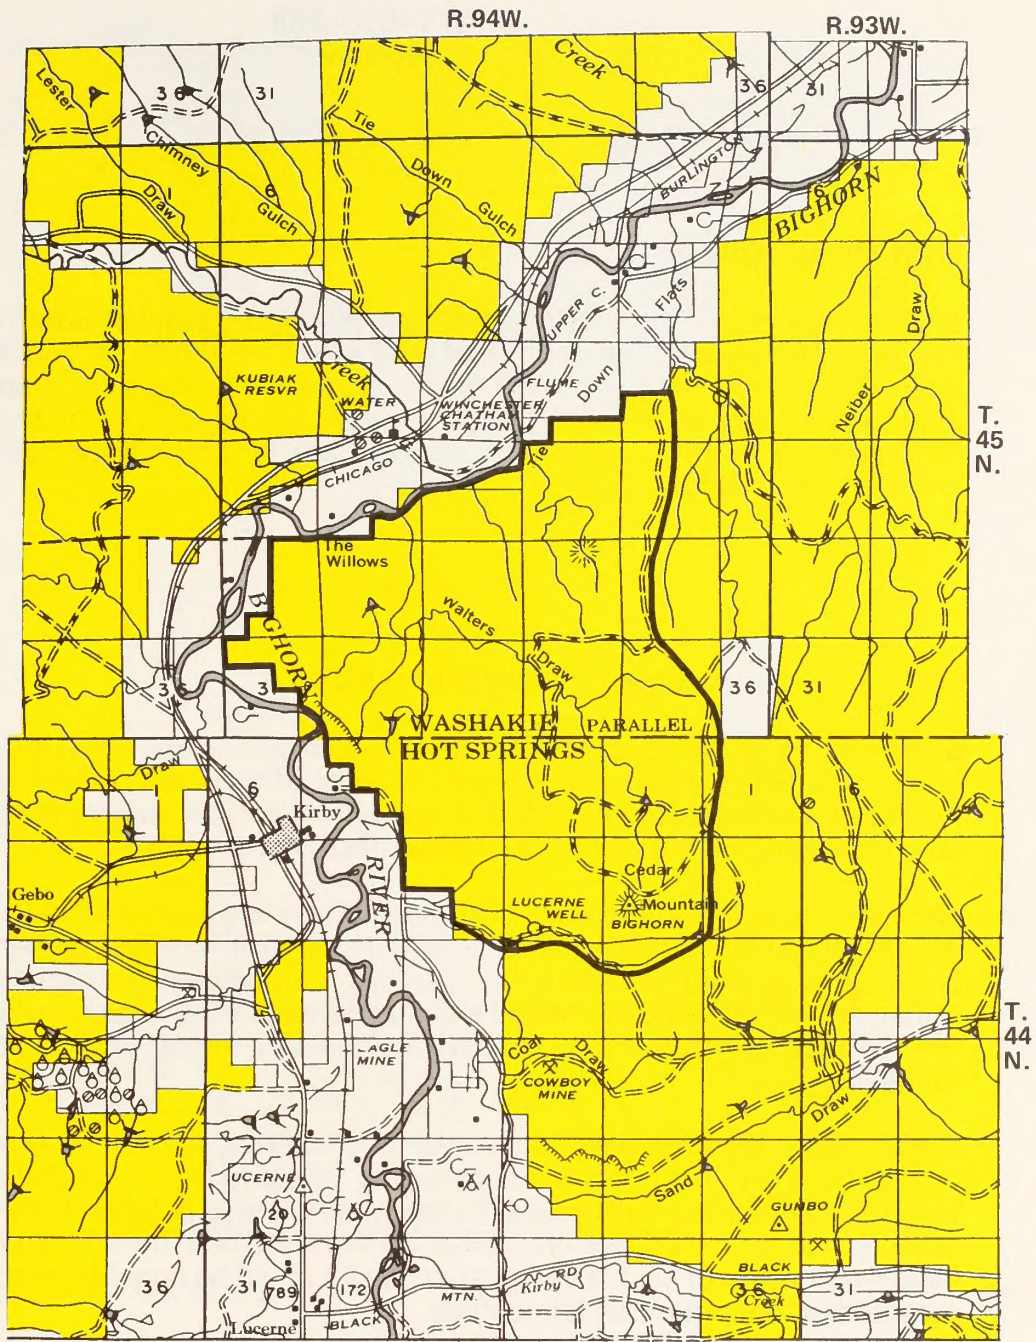 R.94W.
R.93W.
Lester
Draw
Chimney
Gulch
36
31
Tie
Down
Gulch
Creek
36
31
1
6
BURLINGTON
6
BIGHORN
Draw
Neiber
UPPER C.
Flats
Down
Tie
FLUME
KUBIAK
RESVR
Creek
WATER
WINCHESTER
CHATHAM
STATION
CHICAGO
T.
45
N.
The
Willows
BIGHORN
Walters
Draw
36
3
36
31
WASHAKIE
HOT SPRINGS
PARALLEL
Draw
1
6
1
6
Kirby
Gebo
RIVER
Cedar
Mountain
BIGHORN
LUCERNE
WELL
T.
44
N.
EAGLE
MINE
Coal
Draw
COWBOY
MINE
Sand
Draw
UCERNE
20
GUMBO
36
31
789
172
Lucerne
BLACK
MTN.
RD
Kirby
Creek
BLACK
36
31